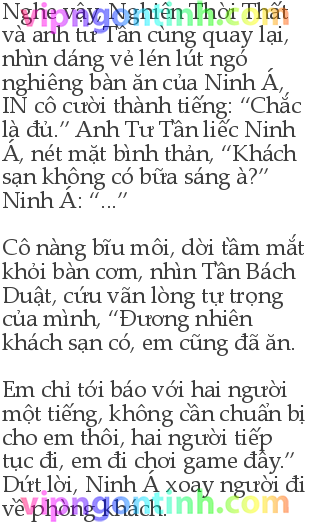 Nghe vậy, Nghiêm Thời Thất
và anh tư Tần cùng quay lại,
nhìn dáng vẻ lén lút ngó
nghiêng bàn ăn của Ninh Á,
IN cô cười thành tiếng: “Chắc
là đủ.” Anh Tư Tần liếc Ninh
Á, nét mặt bình thản, “Khách
sạn không có bữa sáng à?”
Ninh Á: “...”
Cô nàng bĩu môi, dời tầm mắt
khỏi bàn cơm, nhìn Tần Bách
Duật, cứu vãn lòng tự trọng
của mình, “Đương nhiên
khách sạn có, em cũng đã ăn.
Em chỉ tới báo với hai người
một tiếng, không cần chuẩn bị
cho em thôi, hai người tiếp
tục đi, em đi chơi game đây.”
Dứt lời, Ninh Á xoay người đi
về phòng khách.
vipngontinh.com